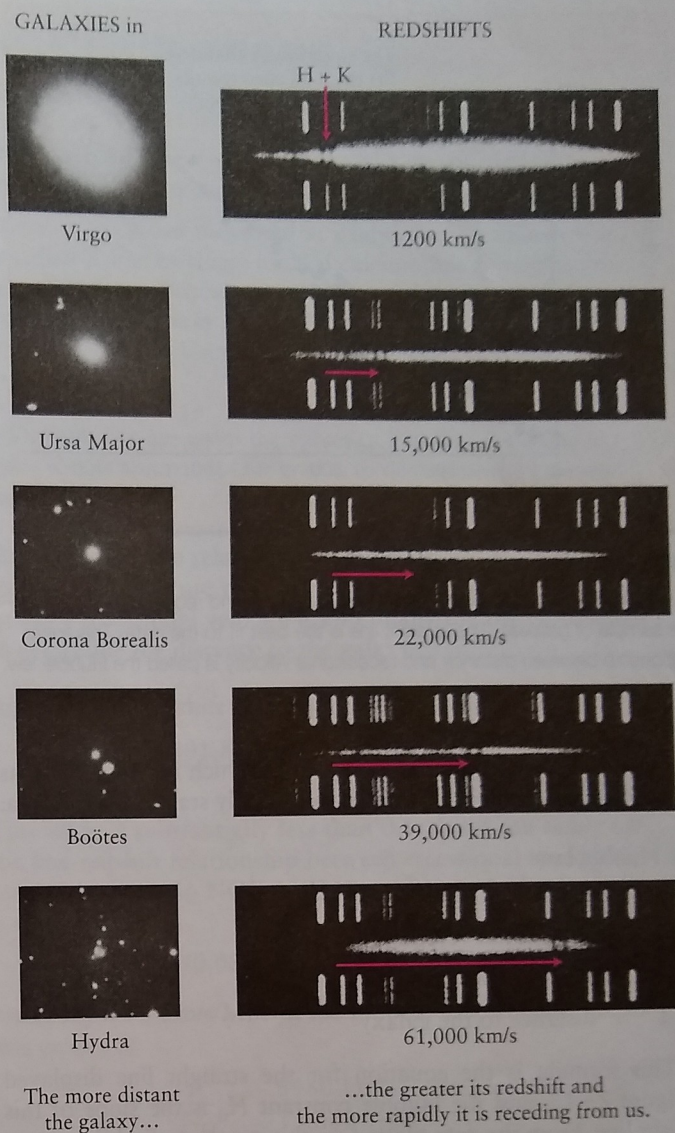 GALAXIES in
REDSHIFTS
H + K
Virgo
1200 km/s
Ursa Major
15,000 km/s
Corona Borealis
22,000 km/s
Boötes
39,000 km/s
Hydra
61,000 km/s
The more distant
the galaxy...
...the greater its redshift and
the more rapidly it is receding from us.